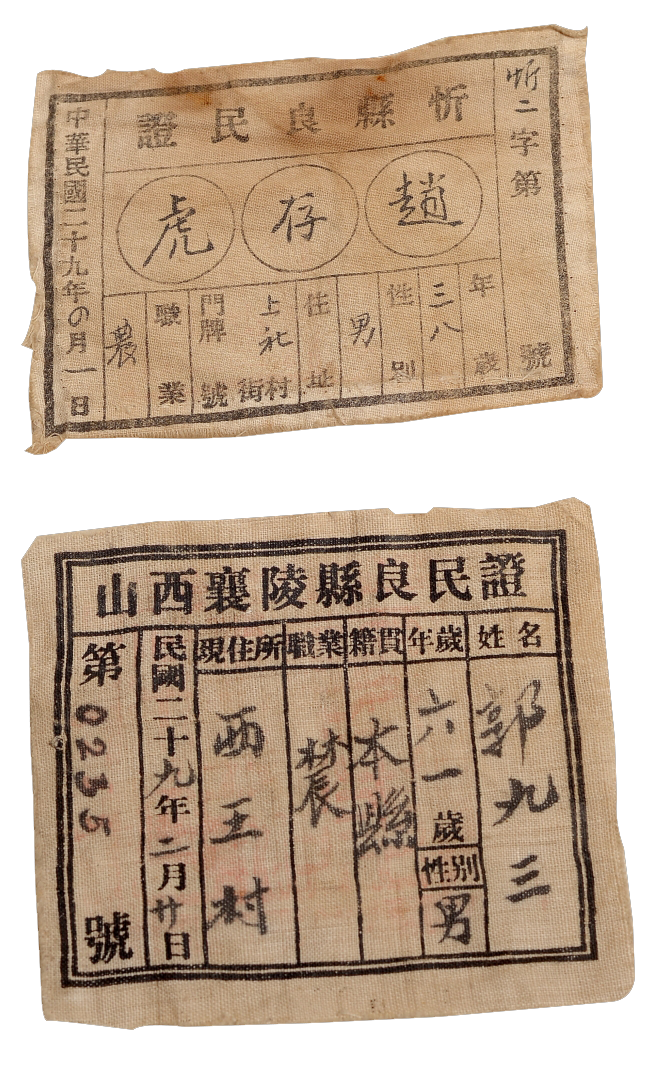 忻縣良民證
忻二字第
號
趙存虎
年 歲
三八
性別
男
住址
上社村街
門牌 號
職業
農
中華民國二十九年 月一日
山西襄陵縣良民證
姓名
郭九三
年歲
六一歲
性別
男
籍貫
本縣
職業
農
現住所
西王村
民國二十九年二月廿日
第0235號